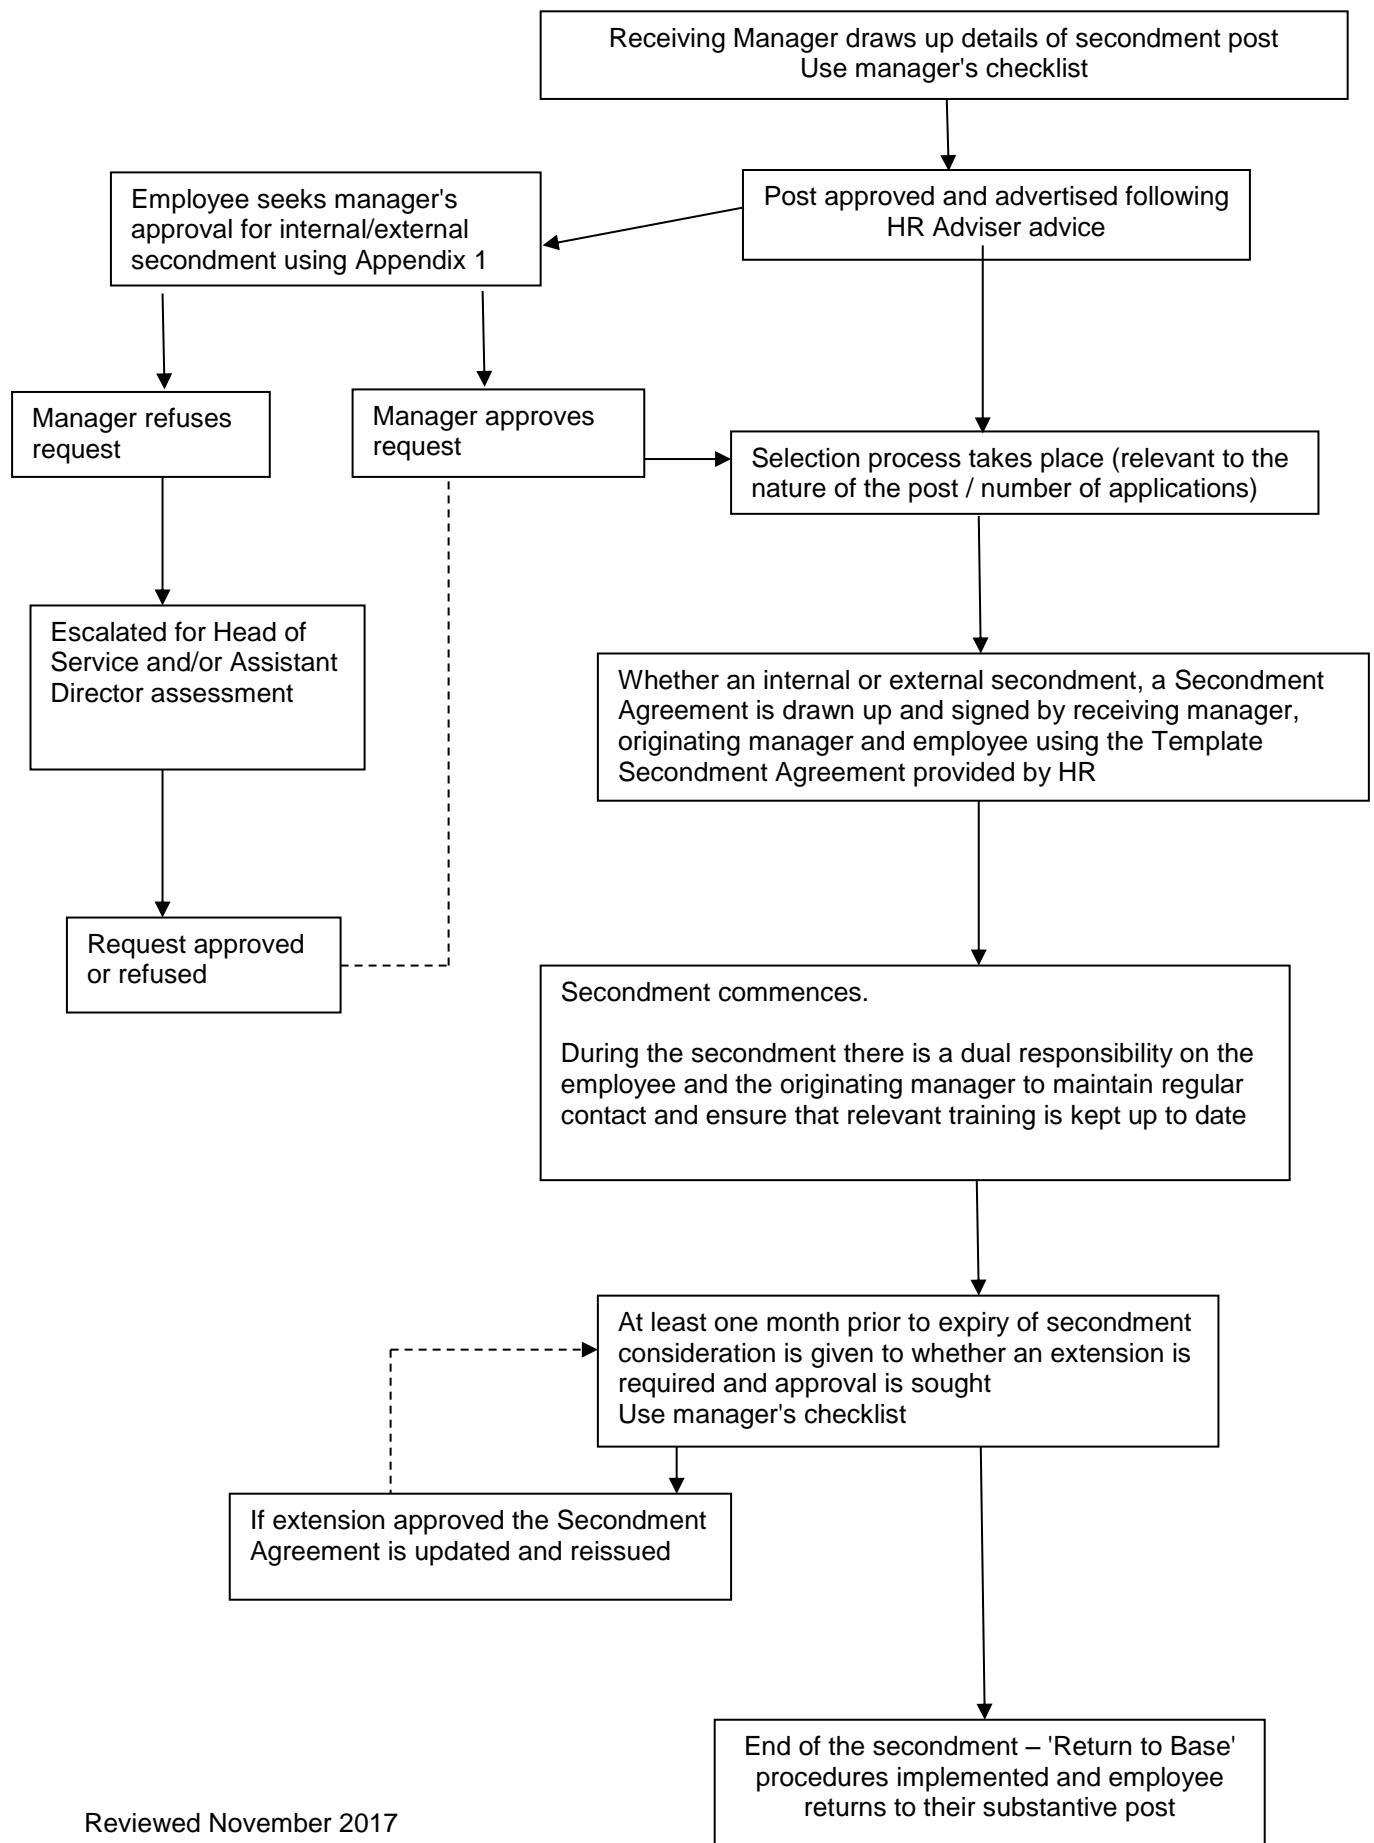 Receiving Manager draws up details of secondment post
Use manager's checklist
Employee seeks manager's
approval for internal/external
secondment using Appendix 1
Post approved and advertised following
HR Adviser advice
Manager refuses
request
Manager approves
request
Selection process takes place (relevant to the
nature of the post / number of applications)
Escalated for Head of
Service and/or Assistant
Director assessment
Whether an internal or external secondment, a Secondment
Agreement is drawn up and signed by receiving manager,
originating manager and employee using the Template
Secondment Agreement provided by HR
Request approved
or refused
Secondment commences.
During the secondment there is a dual responsibility on the
employee and the originating manager to maintain regular
contact and ensure that relevant training is kept up to date
At least one month prior to expiry of secondment
consideration is given to whether an extension is
required and approval is sought
Use manager's checklist
If extension approved the Secondment
Agreement is updated and reissued
End of the secondment – 'Return to Base'
procedures implemented and employee
returns to their substantive post
Reviewed November 2017